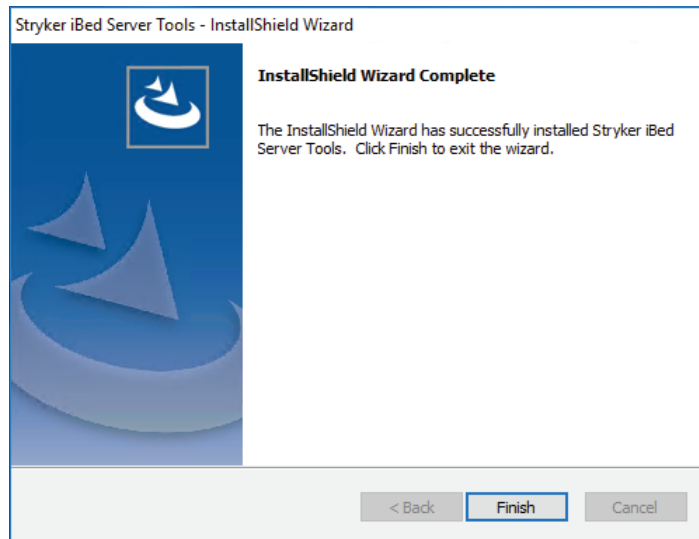 Stryker iBed Server Tools - InstallShield Wizard
InstallShield Wizard Complete
The InstallShield Wizard has successfully installed Stryker iBed
Server Tools.  Click Finish to exit the wizard.
< Back
Finish
Cancel